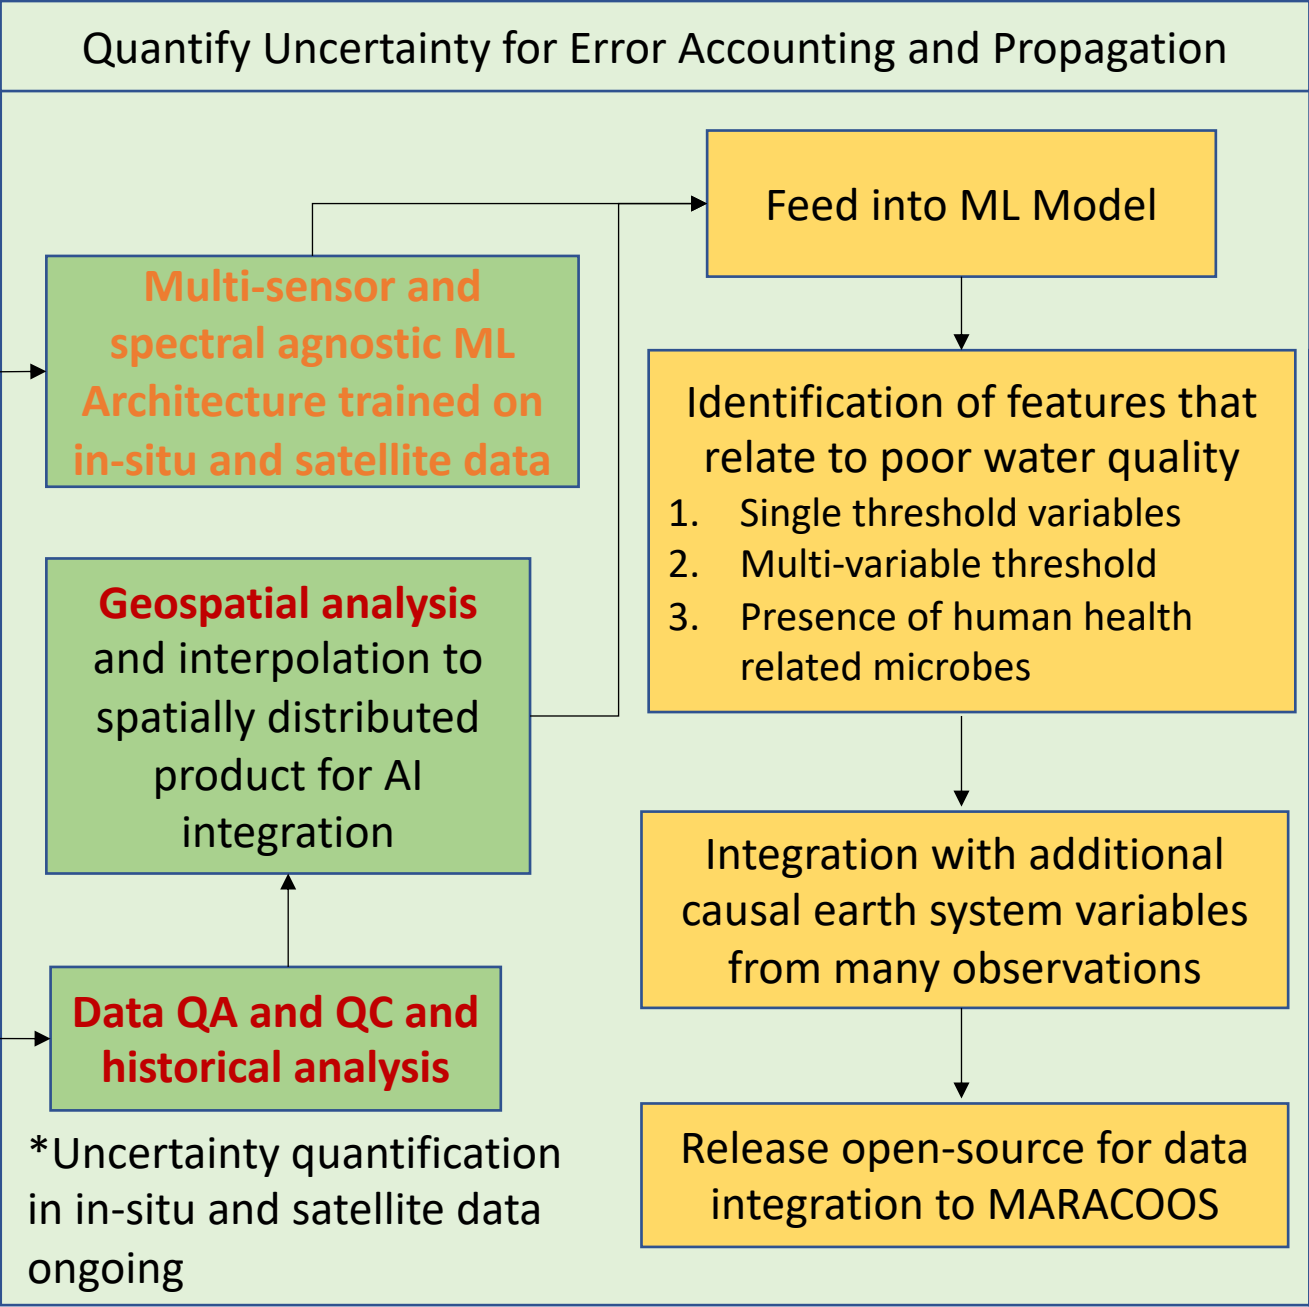 Quantify Uncertainty for Error Accounting and Propagation
Multi-sensor and
spectral agnostic ML
Architecture trained on
in-situ and satellite data
Geospatial analysis
and interpolation to
spatially distributed
product for AI
integration
Data QA and QC and
historical analysis
*Uncertainty quantification
in in-situ and satellite data
ongoing
Feed into ML Model
Identification of features that
relate to poor water quality
1. Single threshold variables
2. Multi-variable threshold
3. Presence of human health
related microbes
Integration with additional
causal earth system variables
from many observations
Release open-source for data
integration to MARACOOS